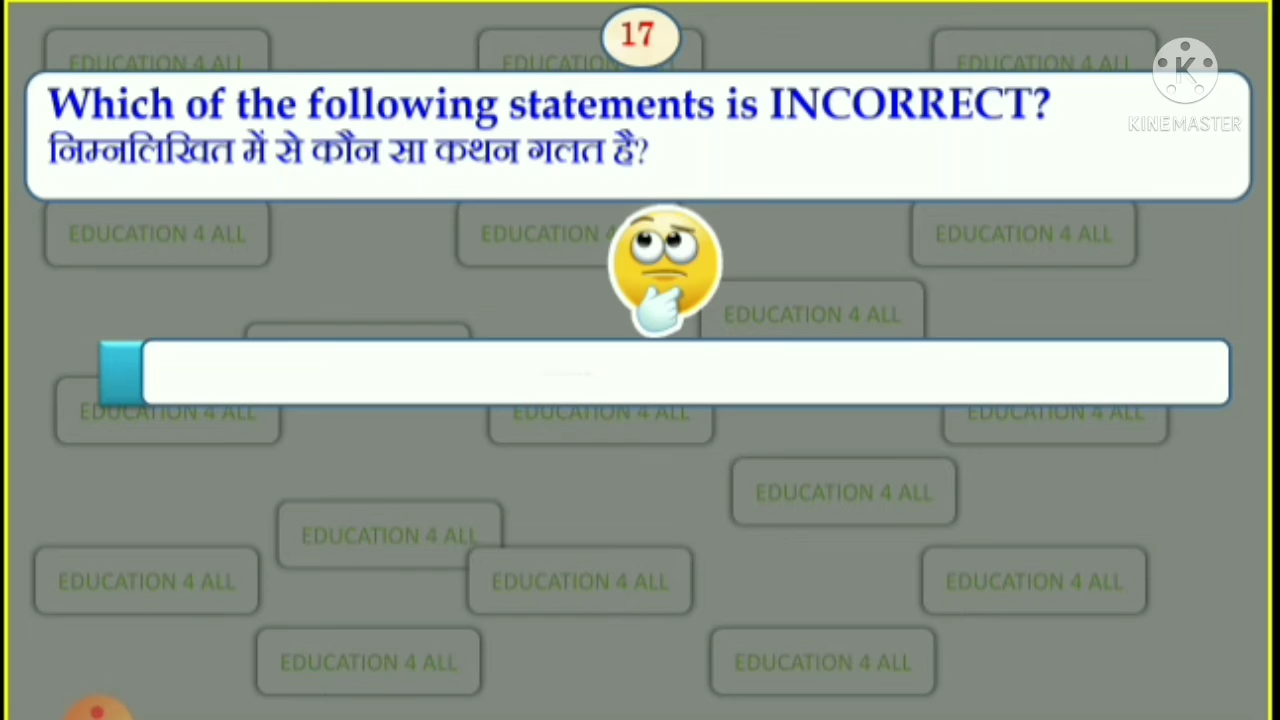 17
EDUCATION 4 ALL
EDUCATION
EDUCATION 4 ALL
Which of the following statements is INCORRECT?
निम्नलिखित में से कौन सा कथन गलत है?
K
KINEMASTER
EDUCATION 4 ALL
EDUCATION 4
EDUCATION 4 ALL
EDUCATION 4 ALL
EDUCATION 4 ALL
EDUCATION 4 ALL
EDUCATION 4 ALL
EDUCATION 4 ALL
EDUCATION 4 ALL
EDUCATION 4 ALL
EDUCATION 4 ALL
EDUCATION 4 ALL
EDUCATION 4 ALL
EDUCATION 4 ALL